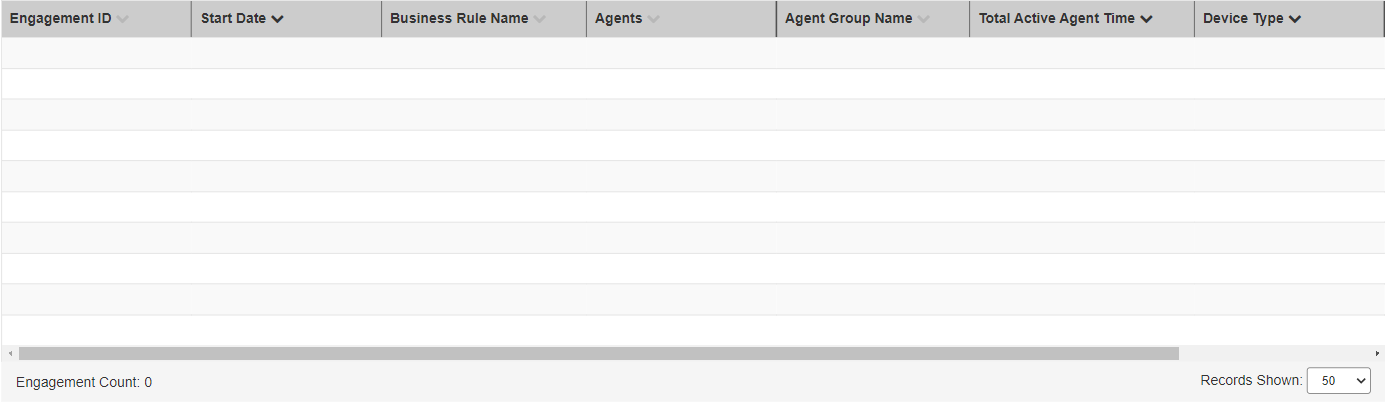 Engagement ID Start Date Business Rule Name Agents Agent Group Name Total Active Agent Time Device Type
Engagement Count: 0 Records Shown: 50